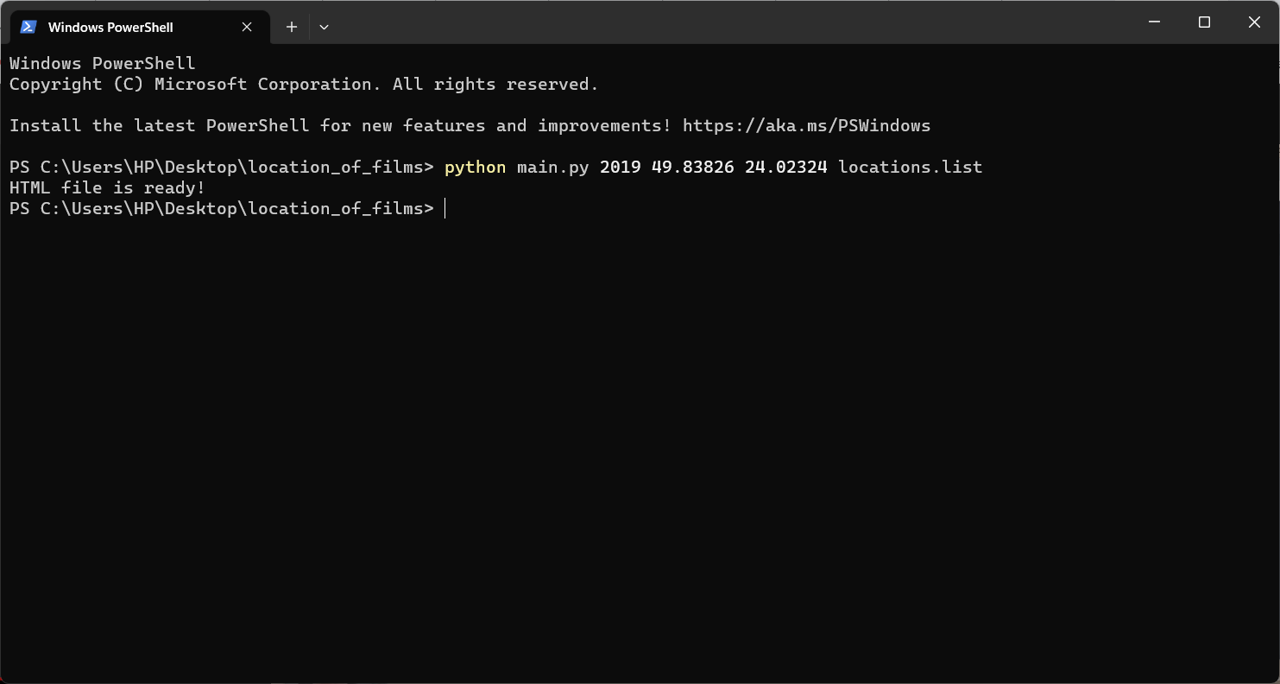 Windows PowerShell
Windows PowerShell
Copyright (C) Microsoft Corporation. All rights reserved.
Install the latest PowerShell for new features and improvements! https://aka.ms/PSWindows
PS C:\Users\HP\Desktop\location_of_films> python main.py 2019 49.83826 24.02324 locations.list
HTML file is ready!
PS C:\Users\HP\Desktop\location_of_films>